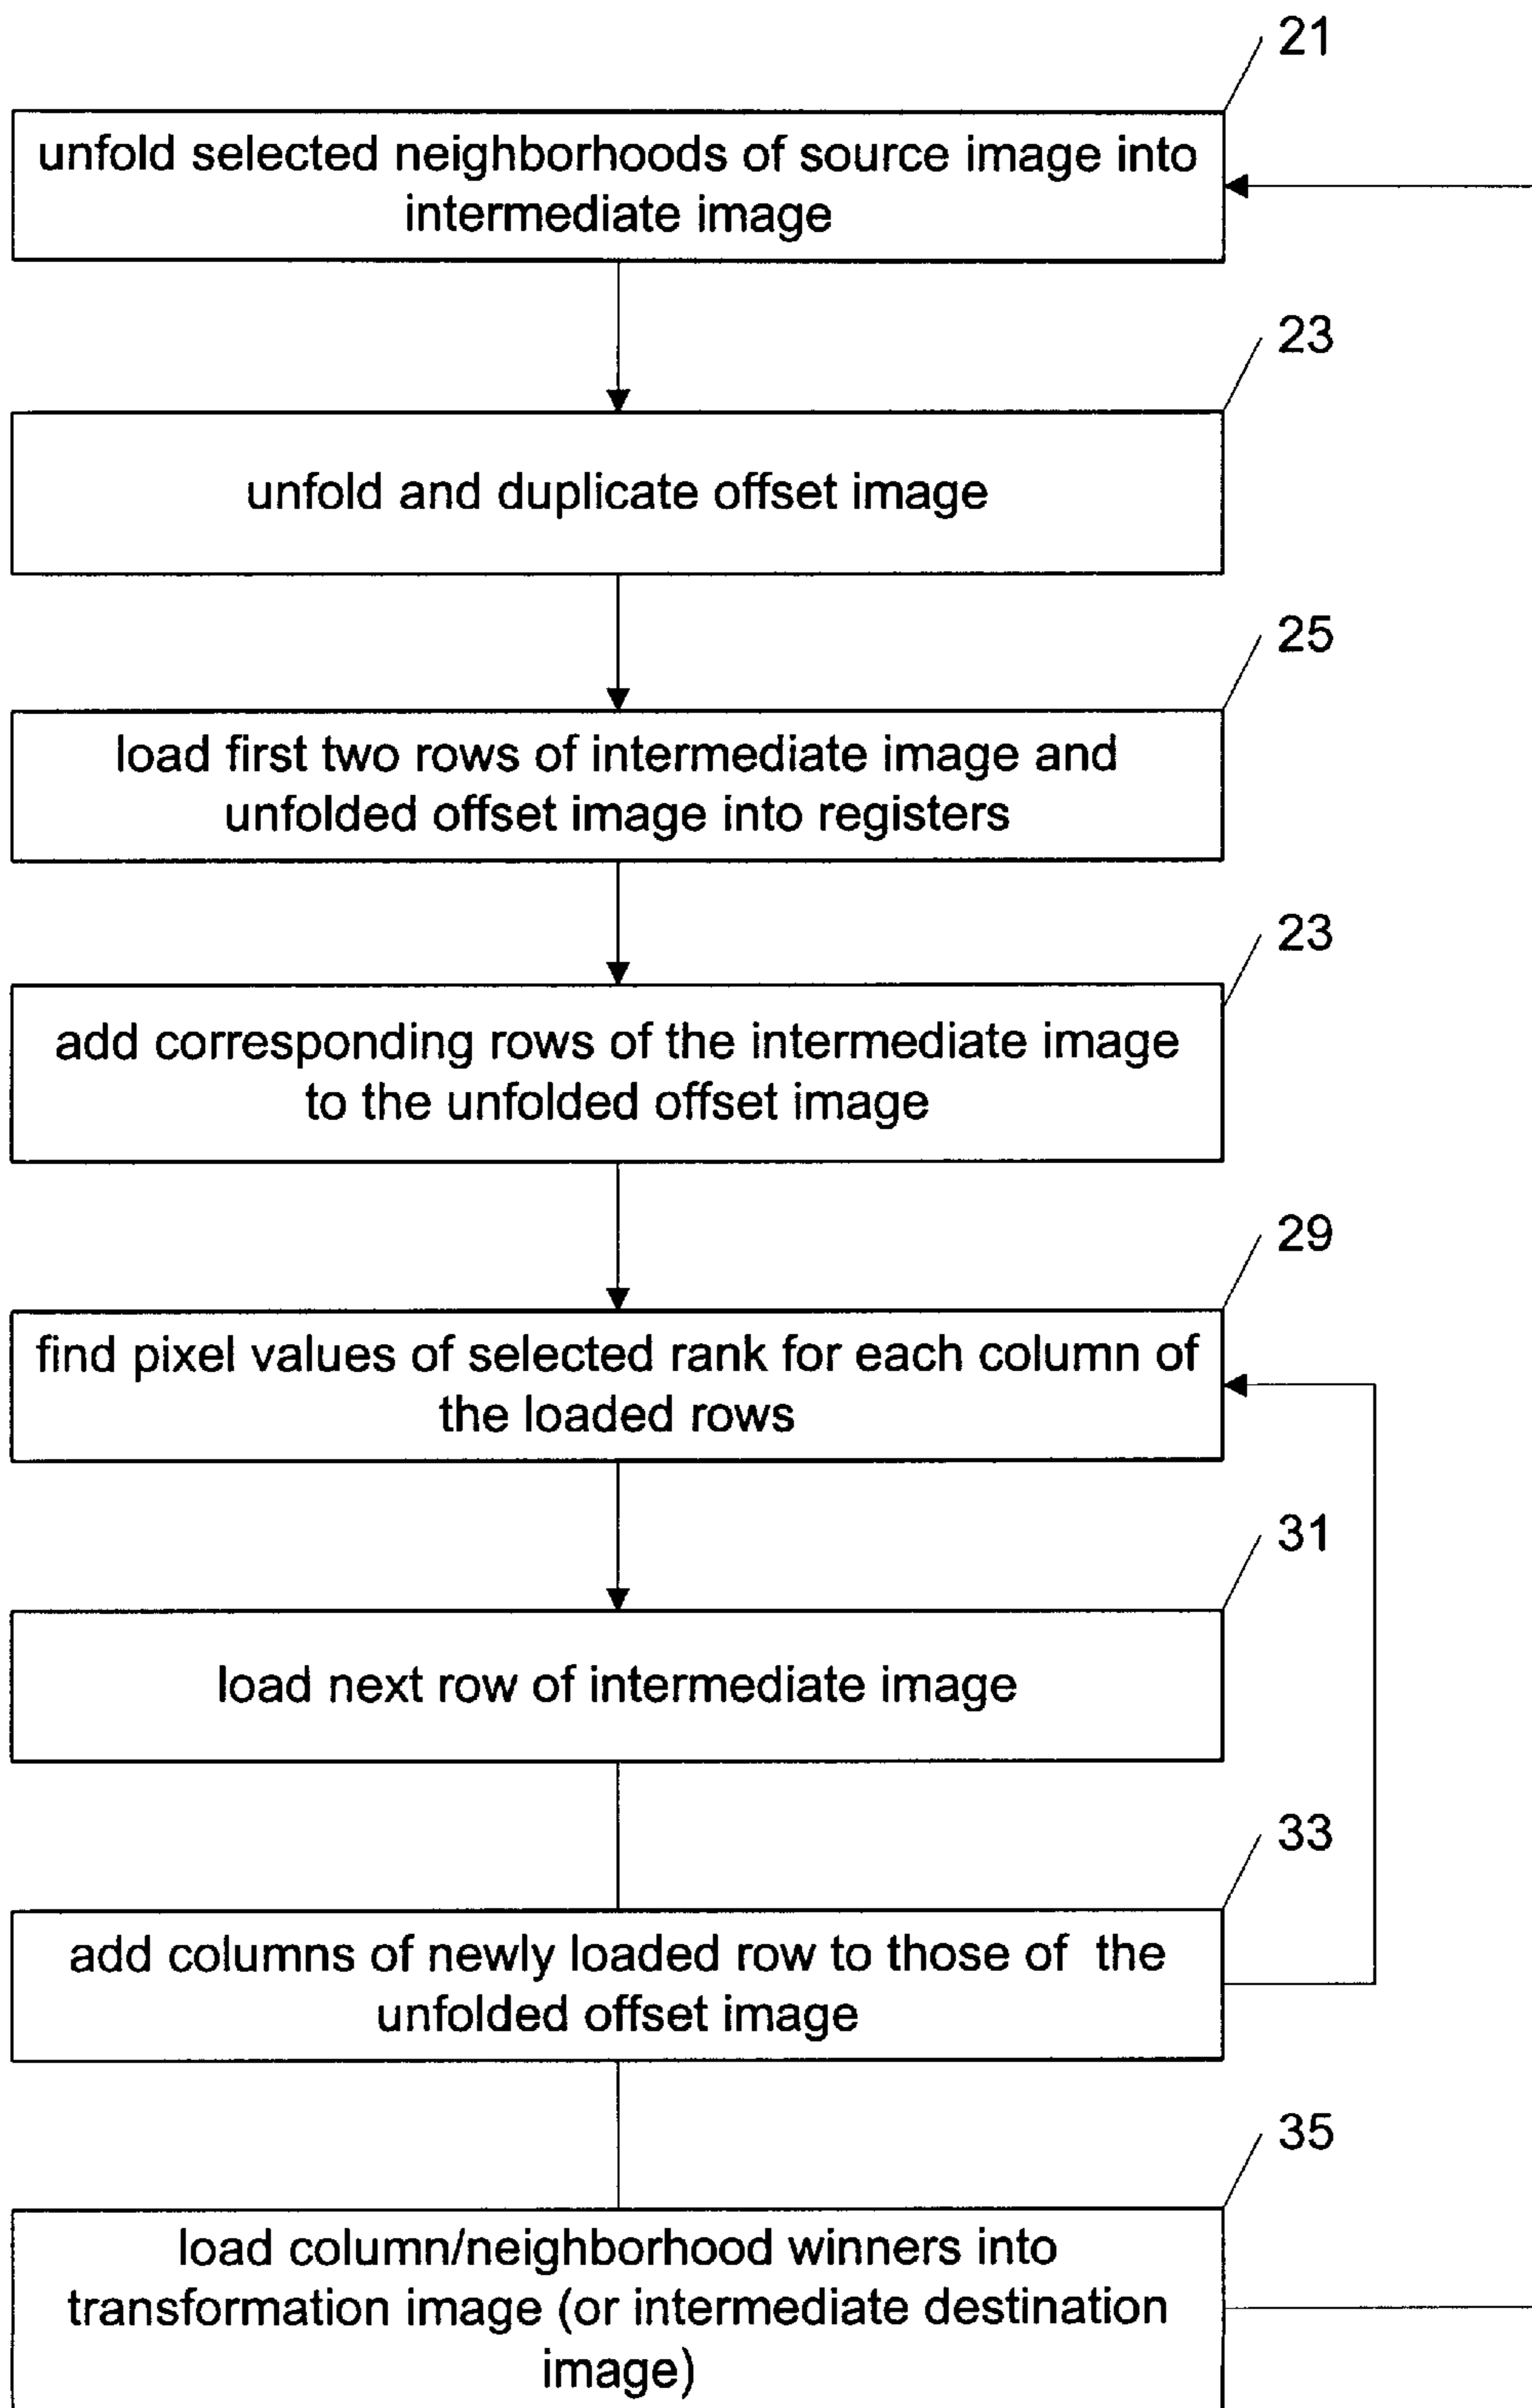 21
unfold selected neighborhoods of source image into
intermediate image
23
unfold and duplicate offset image
25
load first two rows of intermediate image and
unfolded offset image into registers
23
add corresponding rows of the intermediate image
to the unfolded offset image
29
find pixel values of selected rank for each column of
the loaded rows
31
load next row of intermediate image
33
add columns of newly loaded row to those of the
unfolded offset image
35
load column/neighborhood winners into
transformation image (or intermediate destination
image)